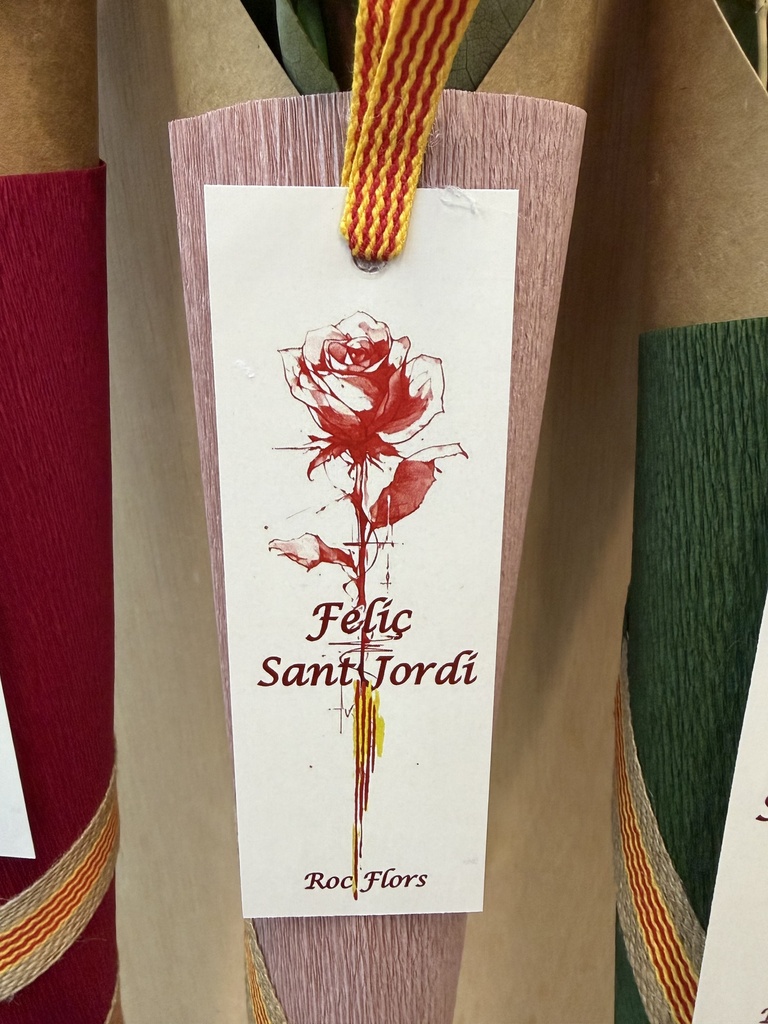 Feliç
Sant Jordi
Roc Flors